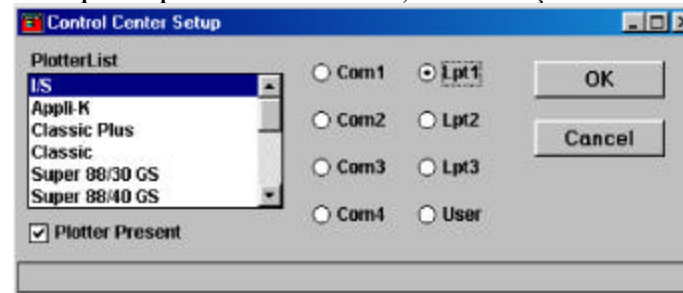 Control Center Setup
PlotterList
I/S
Appli-K
Classic Plus
Classic
Super 88/30 GS
Super 88/40 GS
Plotter Present
Com1
Lpt1
Com2
Lpt2
Com3
Lpt3
Com4
User
OK
Cancel